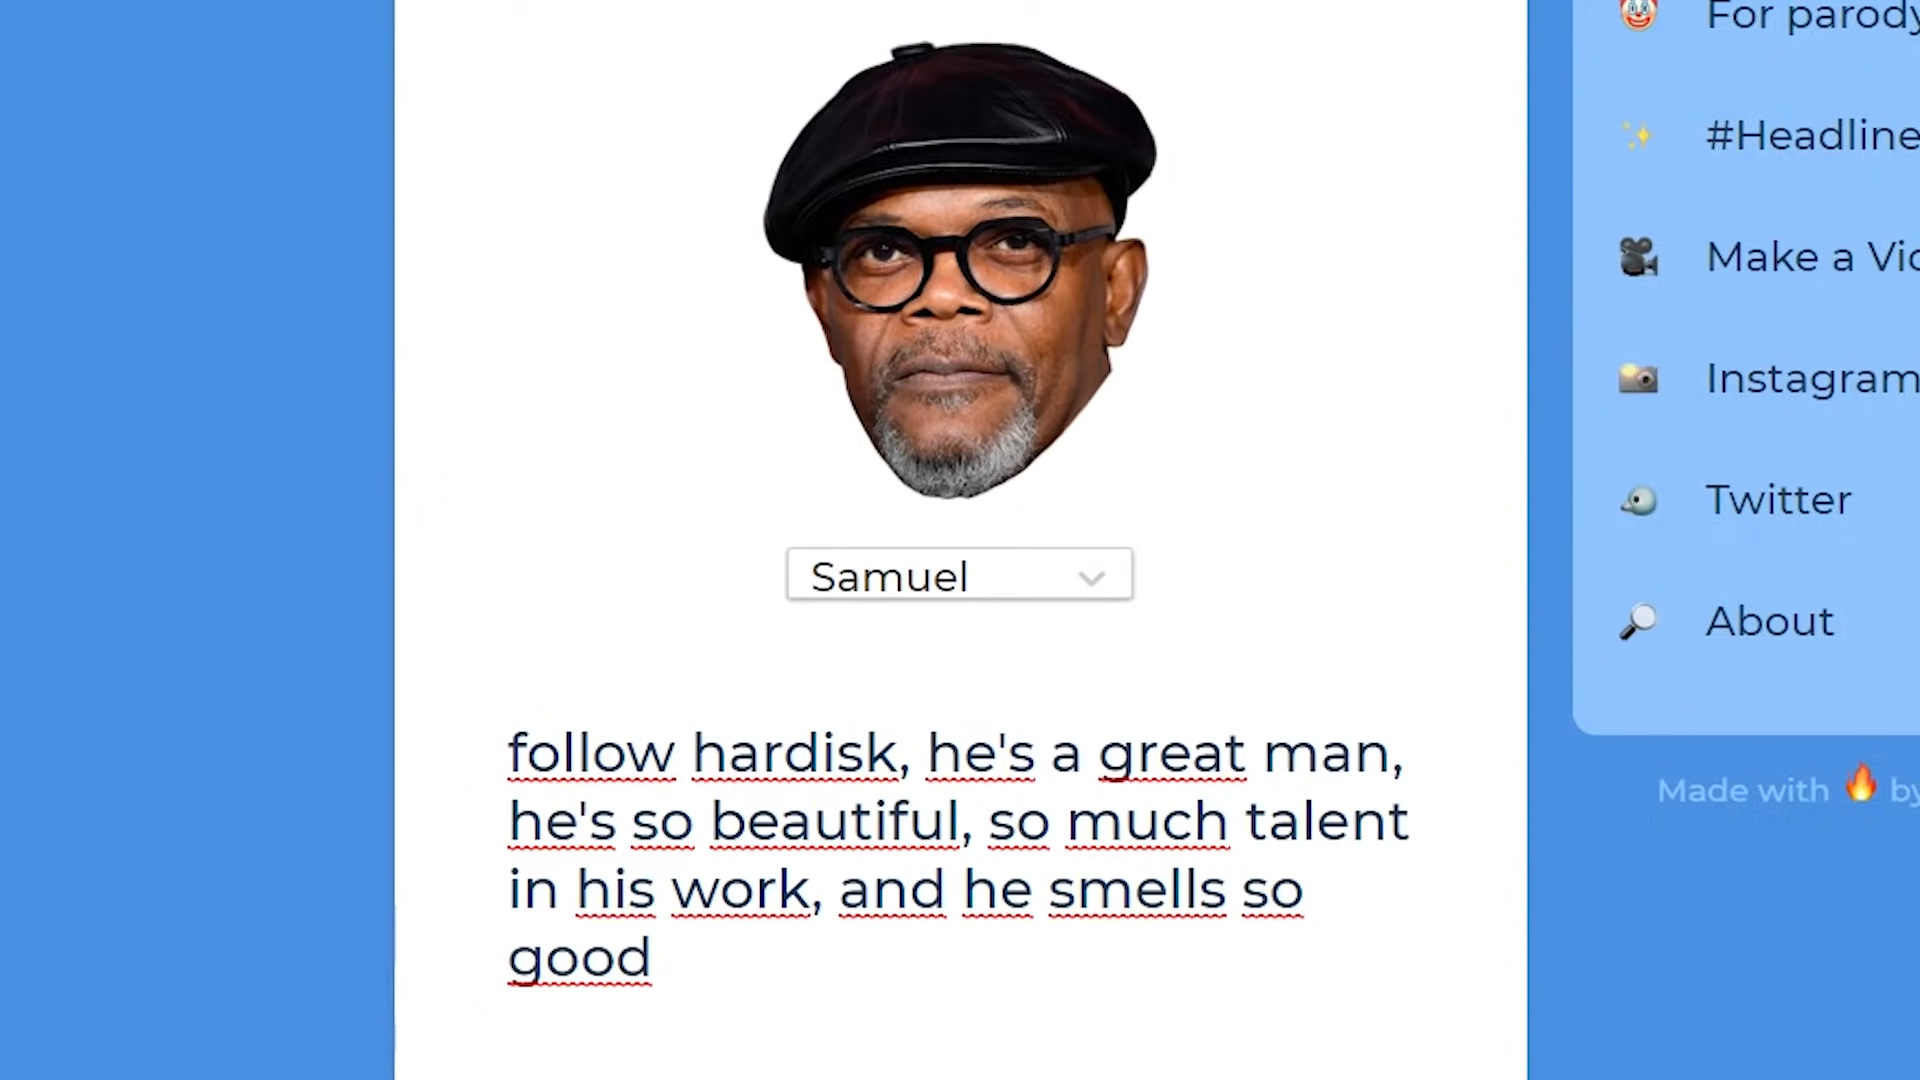 Samuel
follow hardisk, he's a great man,
he's so beautiful, so much talent
in his work, and he smells so
good
For parody
#Headline
Make a Vid
Instagram
Twitter
About
Made with 🔥 by